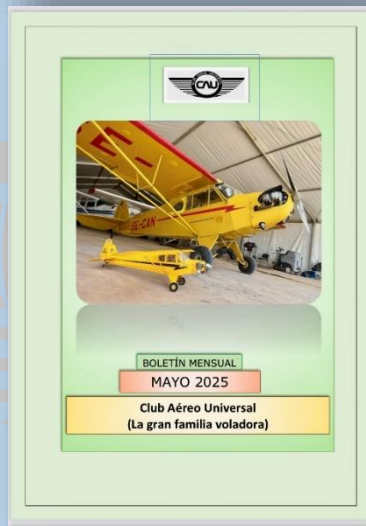 CAU
SE-CAN
BOLETÍN MENSUAL
MAYO 2025
Club Aéreo Universal
(La gran familia voladora)